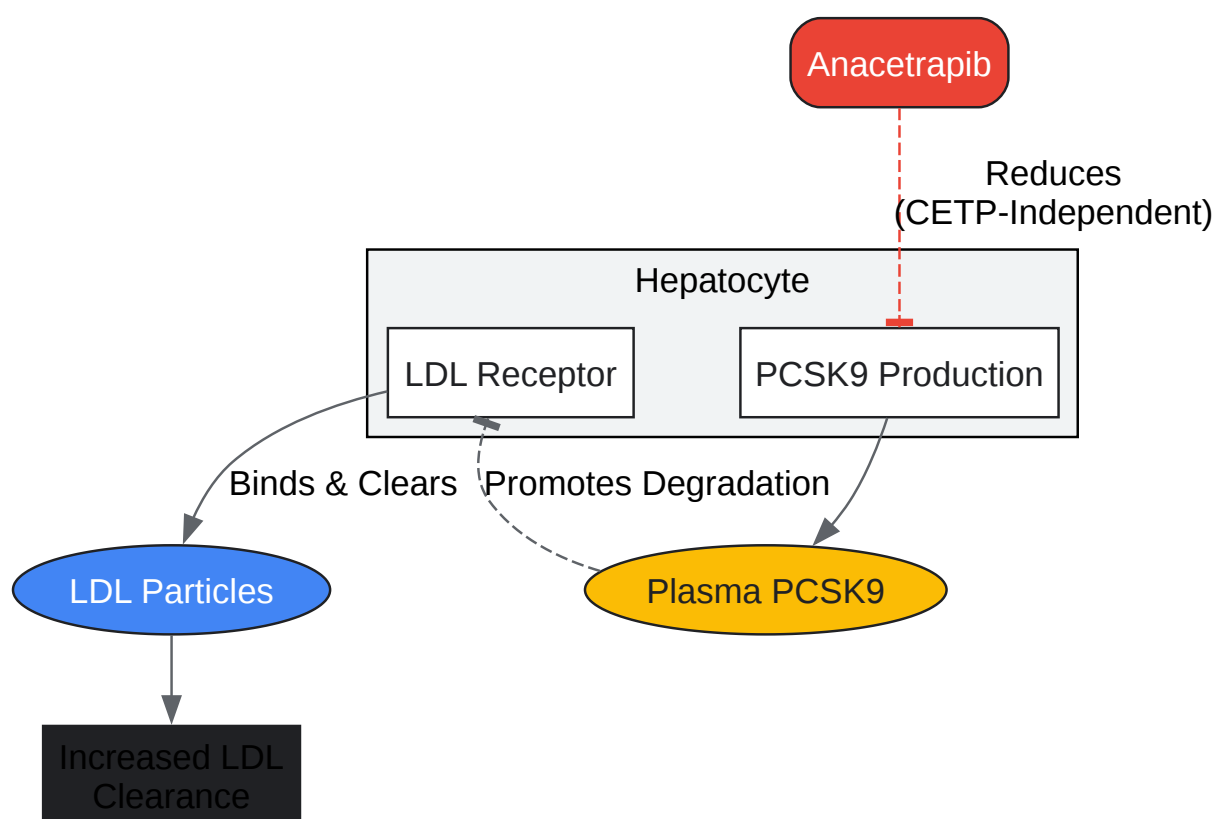 Anacetrapib
Reduces
(CETP-Independent)
Hepatocyte
LDL Receptor
PCSK9 Production
Binds & Clears
Promotes Degradation
LDL Particles
Plasma PCSK9
Increased LDL
Clearance